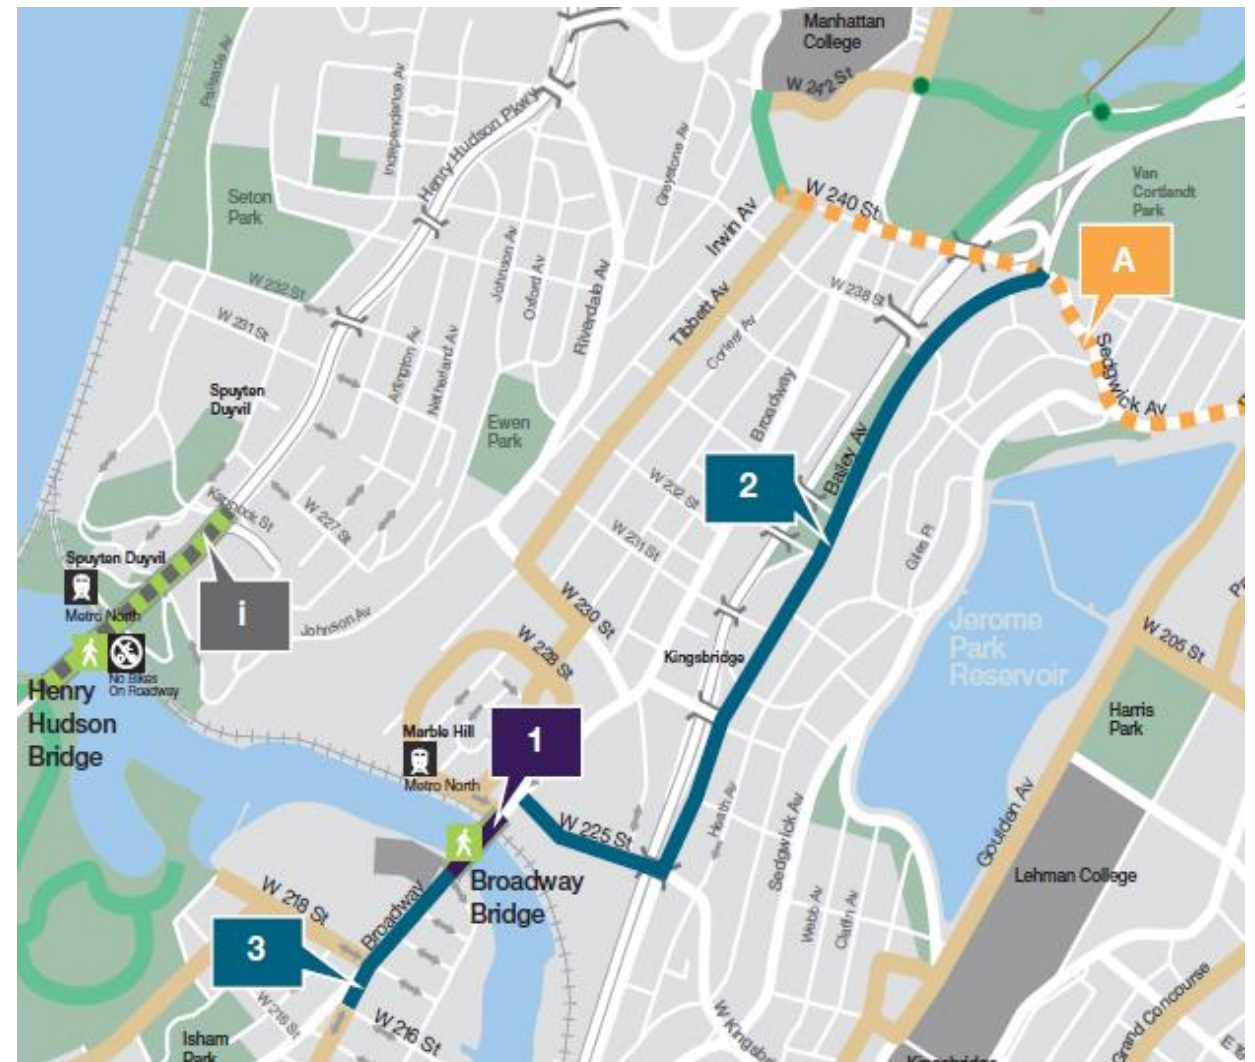 Manhattan
College
W 242 St
Palisade Av
Independence Av
Henry Hudson Pkwy
Greystone Av
Seton
Park
Van
Cortlandt
Park
W 240 St
Irwin Av
A
Johnson Av
Oxford Av
Riverdale Av
W 232 St
W 231 St
W 238 St
Tibbett Av
Corlear Av
Arlington Av
Netherland Av
Sedgwick Av
Spuyten
Duyvil
Broadway
Ewen
Park
Bailey Av
2
W 232 St
Kappock St
W 227 St
W 231 St
Giles Pl
Spuyten Duyvil
Metro North
i
Johnson Av
W 230 St
W 228 St
Kingsbridge
Jerome
Park
Reservoir
W 205 St
No Bikes
On Roadway
Henry
Hudson
Bridge
Harris
Park
Marble Hill
1
Metro North
Heath Av
W 225 St
Sedgwick Av
Goulden Av
Broadway
Bridge
Lehman College
W 218 St
Broadway
Webb Av
Claflin Av
3
W 216 St
Grand Concourse
Isham
Park
W 216 St
W Kingsbri
Kingsbridge